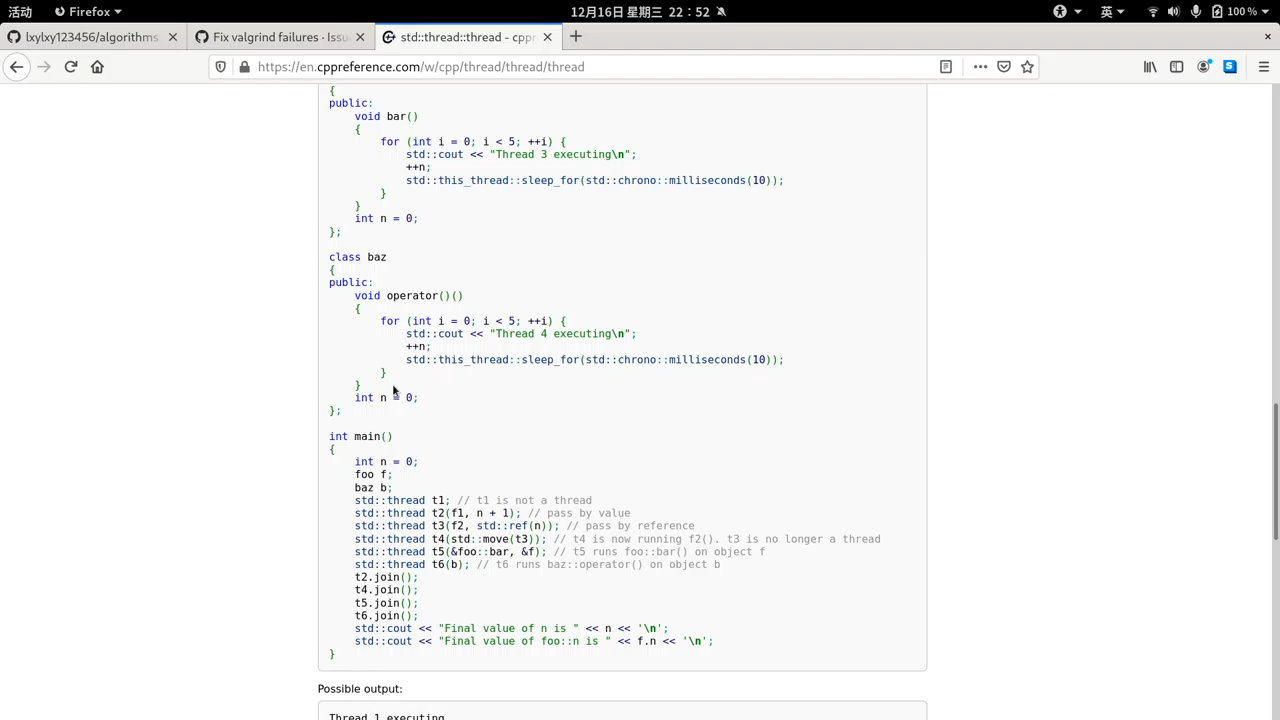 活动 Firefox 12月16日 星期三 22：52 英 100 %
lxylxy123456/algorithms Fix valgrind failures · Issu std::thread::thread - cppr
https://en.cppreference.com/w/cpp/thread/thread/thread
{
public:
    void bar()
    {
        for (int i = 0; i < 5; ++i) {
            std::cout << "Thread 3 executing\n";
            ++n;
            std::this_thread::sleep_for(std::chrono::milliseconds(10));
        }
    }
    int n = 0;
};
class baz
{
public:
    void operator()()
    {
        for (int i = 0; i < 5; ++i) {
            std::cout << "Thread 4 executing\n";
            ++n;
            std::this_thread::sleep_for(std::chrono::milliseconds(10));
        }
    }
    int n = 0;
};
int main()
{
    int n = 0;
    foo f;
    baz b;
    std::thread t1; // t1 is not a thread
    std::thread t2(f1, n + 1); // pass by value
    std::thread t3(f2, std::ref(n)); // pass by reference
    std::thread t4(std::move(t3)); // t4 is now running f2(). t3 is no longer a thread
    std::thread t5(&foo::bar, &f); // t5 runs foo::bar() on object f
    std::thread t6(b); // t6 runs baz::operator() on object b
    t2.join();
    t4.join();
    t5.join();
    t6.join();
    std::cout << "Final value of n is " << n << '\n';
    std::cout << "Final value of foo::n is " << f.n << '\n';
}
Possible output:
Thread 1 executing